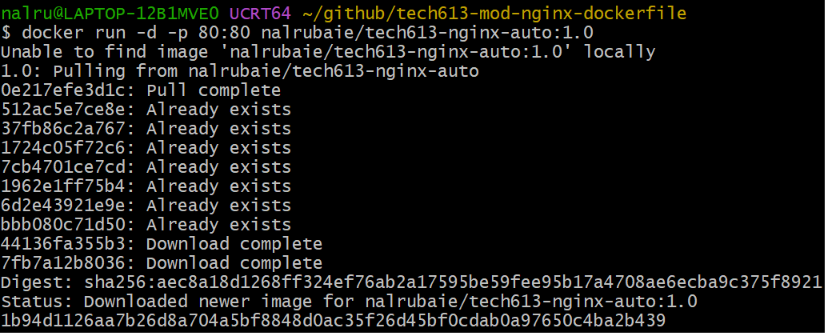 nalru@LAPTOP-12B1MVE0 UCRT64 ~/github/tech613-mod-nginx-dockerfile
$ docker run -d -p 80:80 nalrubaie/tech613-nginx-auto:1.0
Unable to find image 'nalrubaie/tech613-nginx-auto:1.0' locally
1.0: Pulling from nalrubaie/tech613-nginx-auto
0e217efe3d1c: Pull complete
512ac5e7ce8e: Already exists
37fb86c2a767: Already exists
1724c05f72c6: Already exists
7cb4701ce7cd: Already exists
1962e1ff75b4: Already exists
6d2e43921e9e: Already exists
bbb080c71d50: Already exists
44136fa355b3: Download complete
7fb7a12b8036: Download complete
Digest: sha256:aec8a18d1268ff324ef76ab2a17595be59fee95b17a4708ae6ecba9c375f8921
Status: Downloaded newer image for nalrubaie/tech613-nginx-auto:1.0
1b94d1126aa7b26d8a704a5bf8848d0ac35f26d45bf0cdab0a97650c4ba2b439